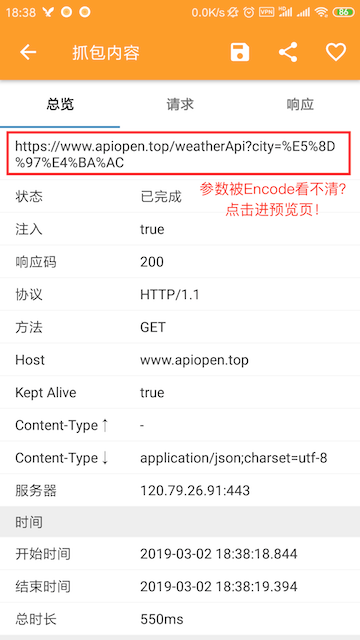 18:38 0.0K/s VPN 86
抓包内容
总览 请求 响应
https://www.apiopen.top/weatherApi?city=%E5%8D
%97%E4%BA%AC
状态 已完成
参数被Encode看不清?
点击进预览页!
注入 true
响应码 200
协议 HTTP/1.1
方法 GET
Host www.apiopen.top
Kept Alive true
Content-Type↑ -
Content-Type↓ application/json;charset=utf-8
服务器 120.79.26.91:443
时间
开始时间 2019-03-02 18:38:18.844
结束时间 2019-03-02 18:38:19.394
总时长 550ms